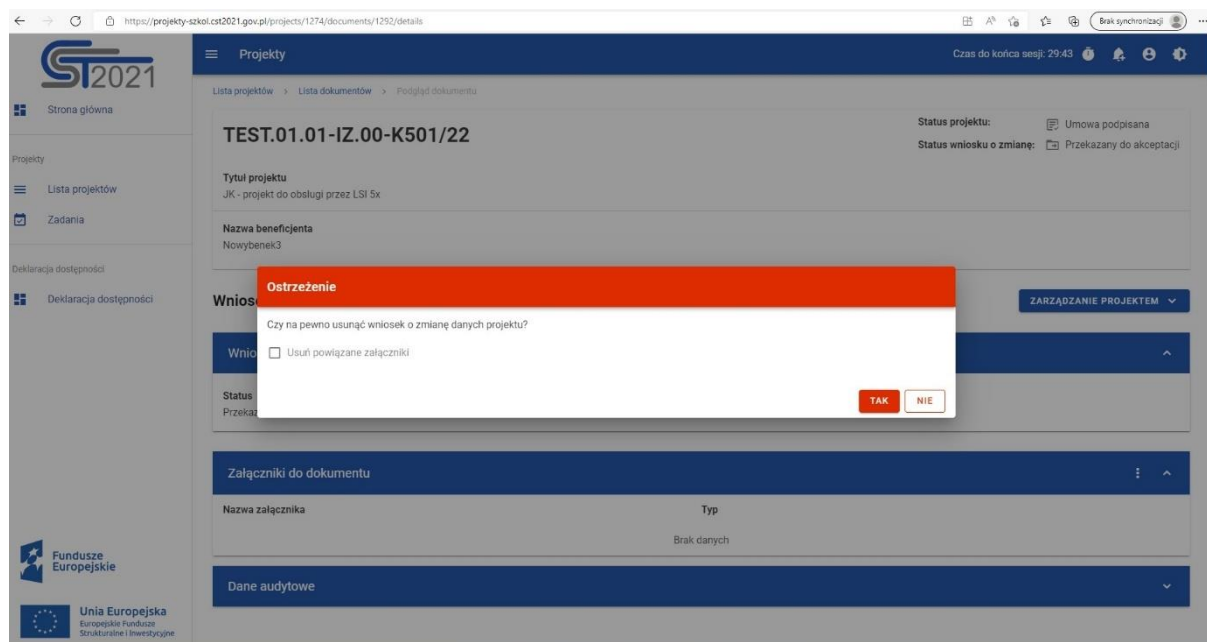 https://projekty-szkol.cst2021.gov.pl/projects/1274/documents/1292/details
Brak synchronizacji
ST2021
Projekty
Czas do końca sesji: 29:43
Strona główna
Projekty
Lista projektów
Zadania
Deklaracja dostępności
Deklaracja dostępności
Lista projektów > Lista dokumentów > Podgląd dokumentu
TEST.01.01-IZ.00-K501/22
Status projektu: Umowa podpisana
Status wniosku o zmianę: Przekazany do akceptacji
Tytuł projektu
JK - projekt do obsługi przez LSI 5x
Nazwa beneficjenta
Nowybenek3
Wnios
ZARZĄDZANIE PROJEKTEM
Ostrzeżenie
Czy na pewno usunąć wniosek o zmianę danych projektu?
Usuń powiązane załączniki
TAK NIE
Wnio
Status
Przekaz
Załączniki do dokumentu
Nazwa załącznika Typ
Brak danych
Dane audytowe
Fundusze
Europejskie
Unia Europejska
Europejskie Fundusze
Strukturalne i Inwestycyjne